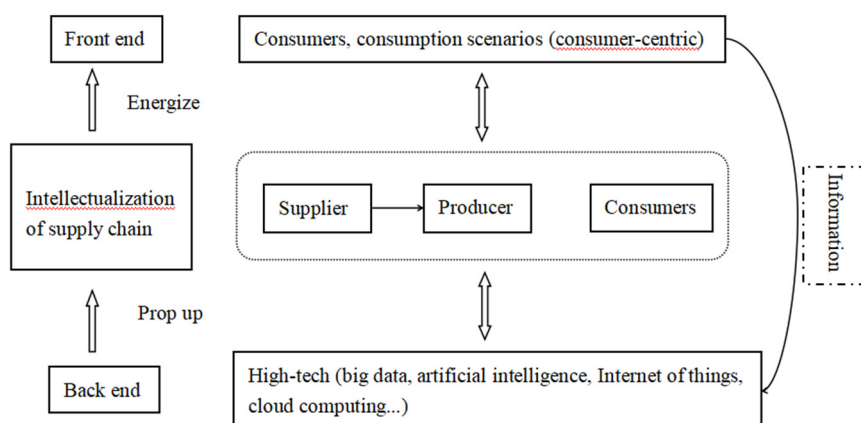 Front end
Consumers, consumption scenarios (consumer-centric)
Energize
Intellectualization
of supply chain
Supplier
Producer
Consumers
Information
Prop up
Back end
High-tech (big data, artificial intelligence, Internet of things,
cloud computing...)